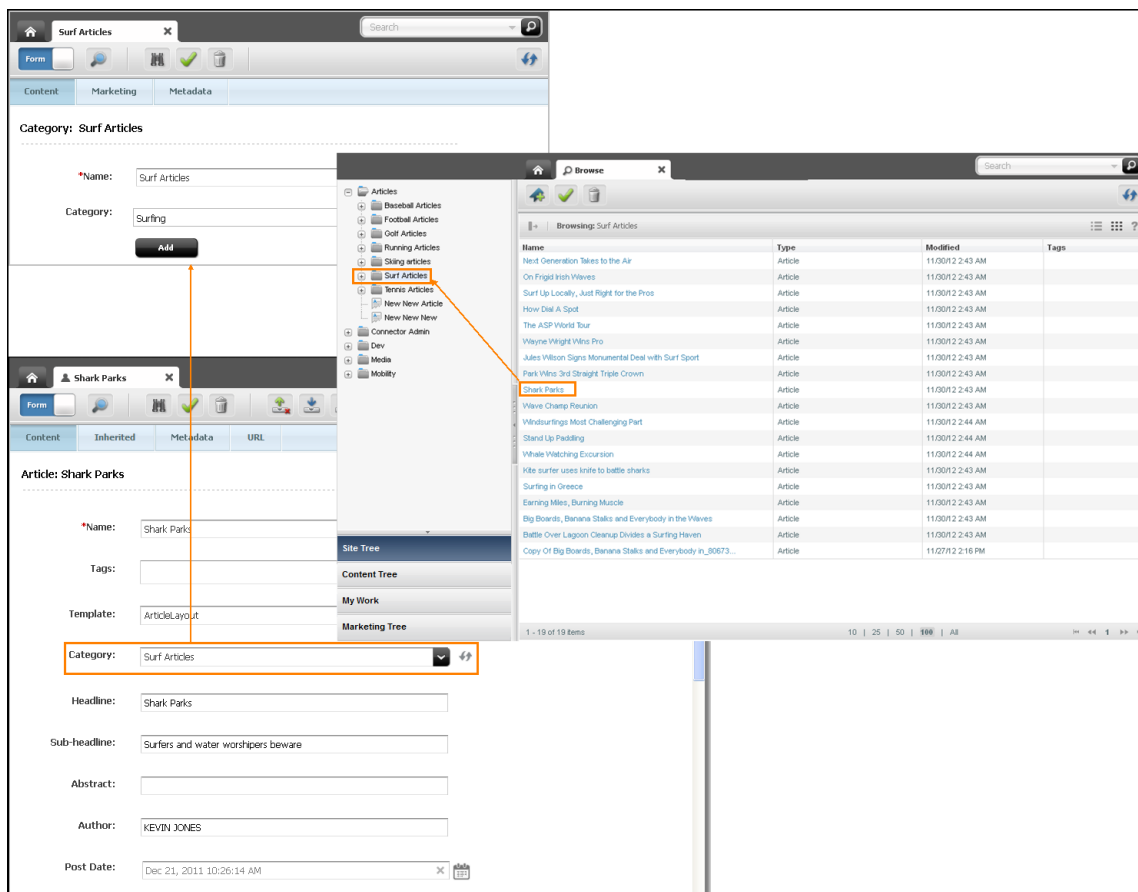 Surf Articles
Search
Form
Content Marketing Metadata
Category: Surf Articles
*Name: Surf Articles
Category: Surfing
Add
Browse
Search
Articles
Baseball Articles
Football Articles
Golf Articles
Running Articles
Skiing articles
Surf Articles
Tennis Articles
New New Article
New New New
Connector Admin
Dev
Media
Mobility
Site Tree
Content Tree
My Work
Marketing Tree
Browsing: Surf Articles
Name Type Modified Tags
Next Generation Takes to the Air Article 11/30/12 2:43 AM
On Frigid Irish Waves Article 11/30/12 2:43 AM
Surf Up Locally, Just Right for the Pros Article 11/30/12 2:43 AM
How Dial A Spot Article 11/30/12 2:43 AM
The ASP World Tour Article 11/30/12 2:43 AM
Wayne Wright Wins Pro Article 11/30/12 2:43 AM
Jules Wilson Signs Monumental Deal with Surf Sport Article 11/30/12 2:43 AM
Park Wins 3rd Straight Triple Crown Article 11/30/12 2:43 AM
Shark Parks Article 11/30/12 2:43 AM
Wave Champ Reunion Article 11/30/12 2:43 AM
Windsurfings Most Challenging Part Article 11/30/12 2:44 AM
Stand Up Paddling Article 11/30/12 2:44 AM
Whale Watching Excursion Article 11/30/12 2:44 AM
Kite surfer uses knife to battle sharks Article 11/30/12 2:43 AM
Surfing in Greece Article 11/30/12 2:43 AM
Earning Miles, Burning Muscle Article 11/30/12 2:43 AM
Big Boards, Banana Stalks and Everybody in the Waves Article 11/30/12 2:43 AM
Battle Over Lagoon Cleanup Divides a Surfing Haven Article 11/30/12 2:43 AM
Copy Of Big Boards, Banana Stalks and Everybody in_80673... Article 11/27/12 2:16 PM
1 - 19 of 19 items 10 | 25 | 50 | 100 | All 1
Shark Parks
Form
Content Inherited Metadata URL
Article: Shark Parks
*Name: Shark Parks
Tags:
Template: ArticleLayout
Category: Surf Articles
Headline: Shark Parks
Sub-headline: Surfers and water worshipers beware
Abstract:
Author: KEVIN JONES
Post Date: Dec 21, 2011 10:26:14 AM